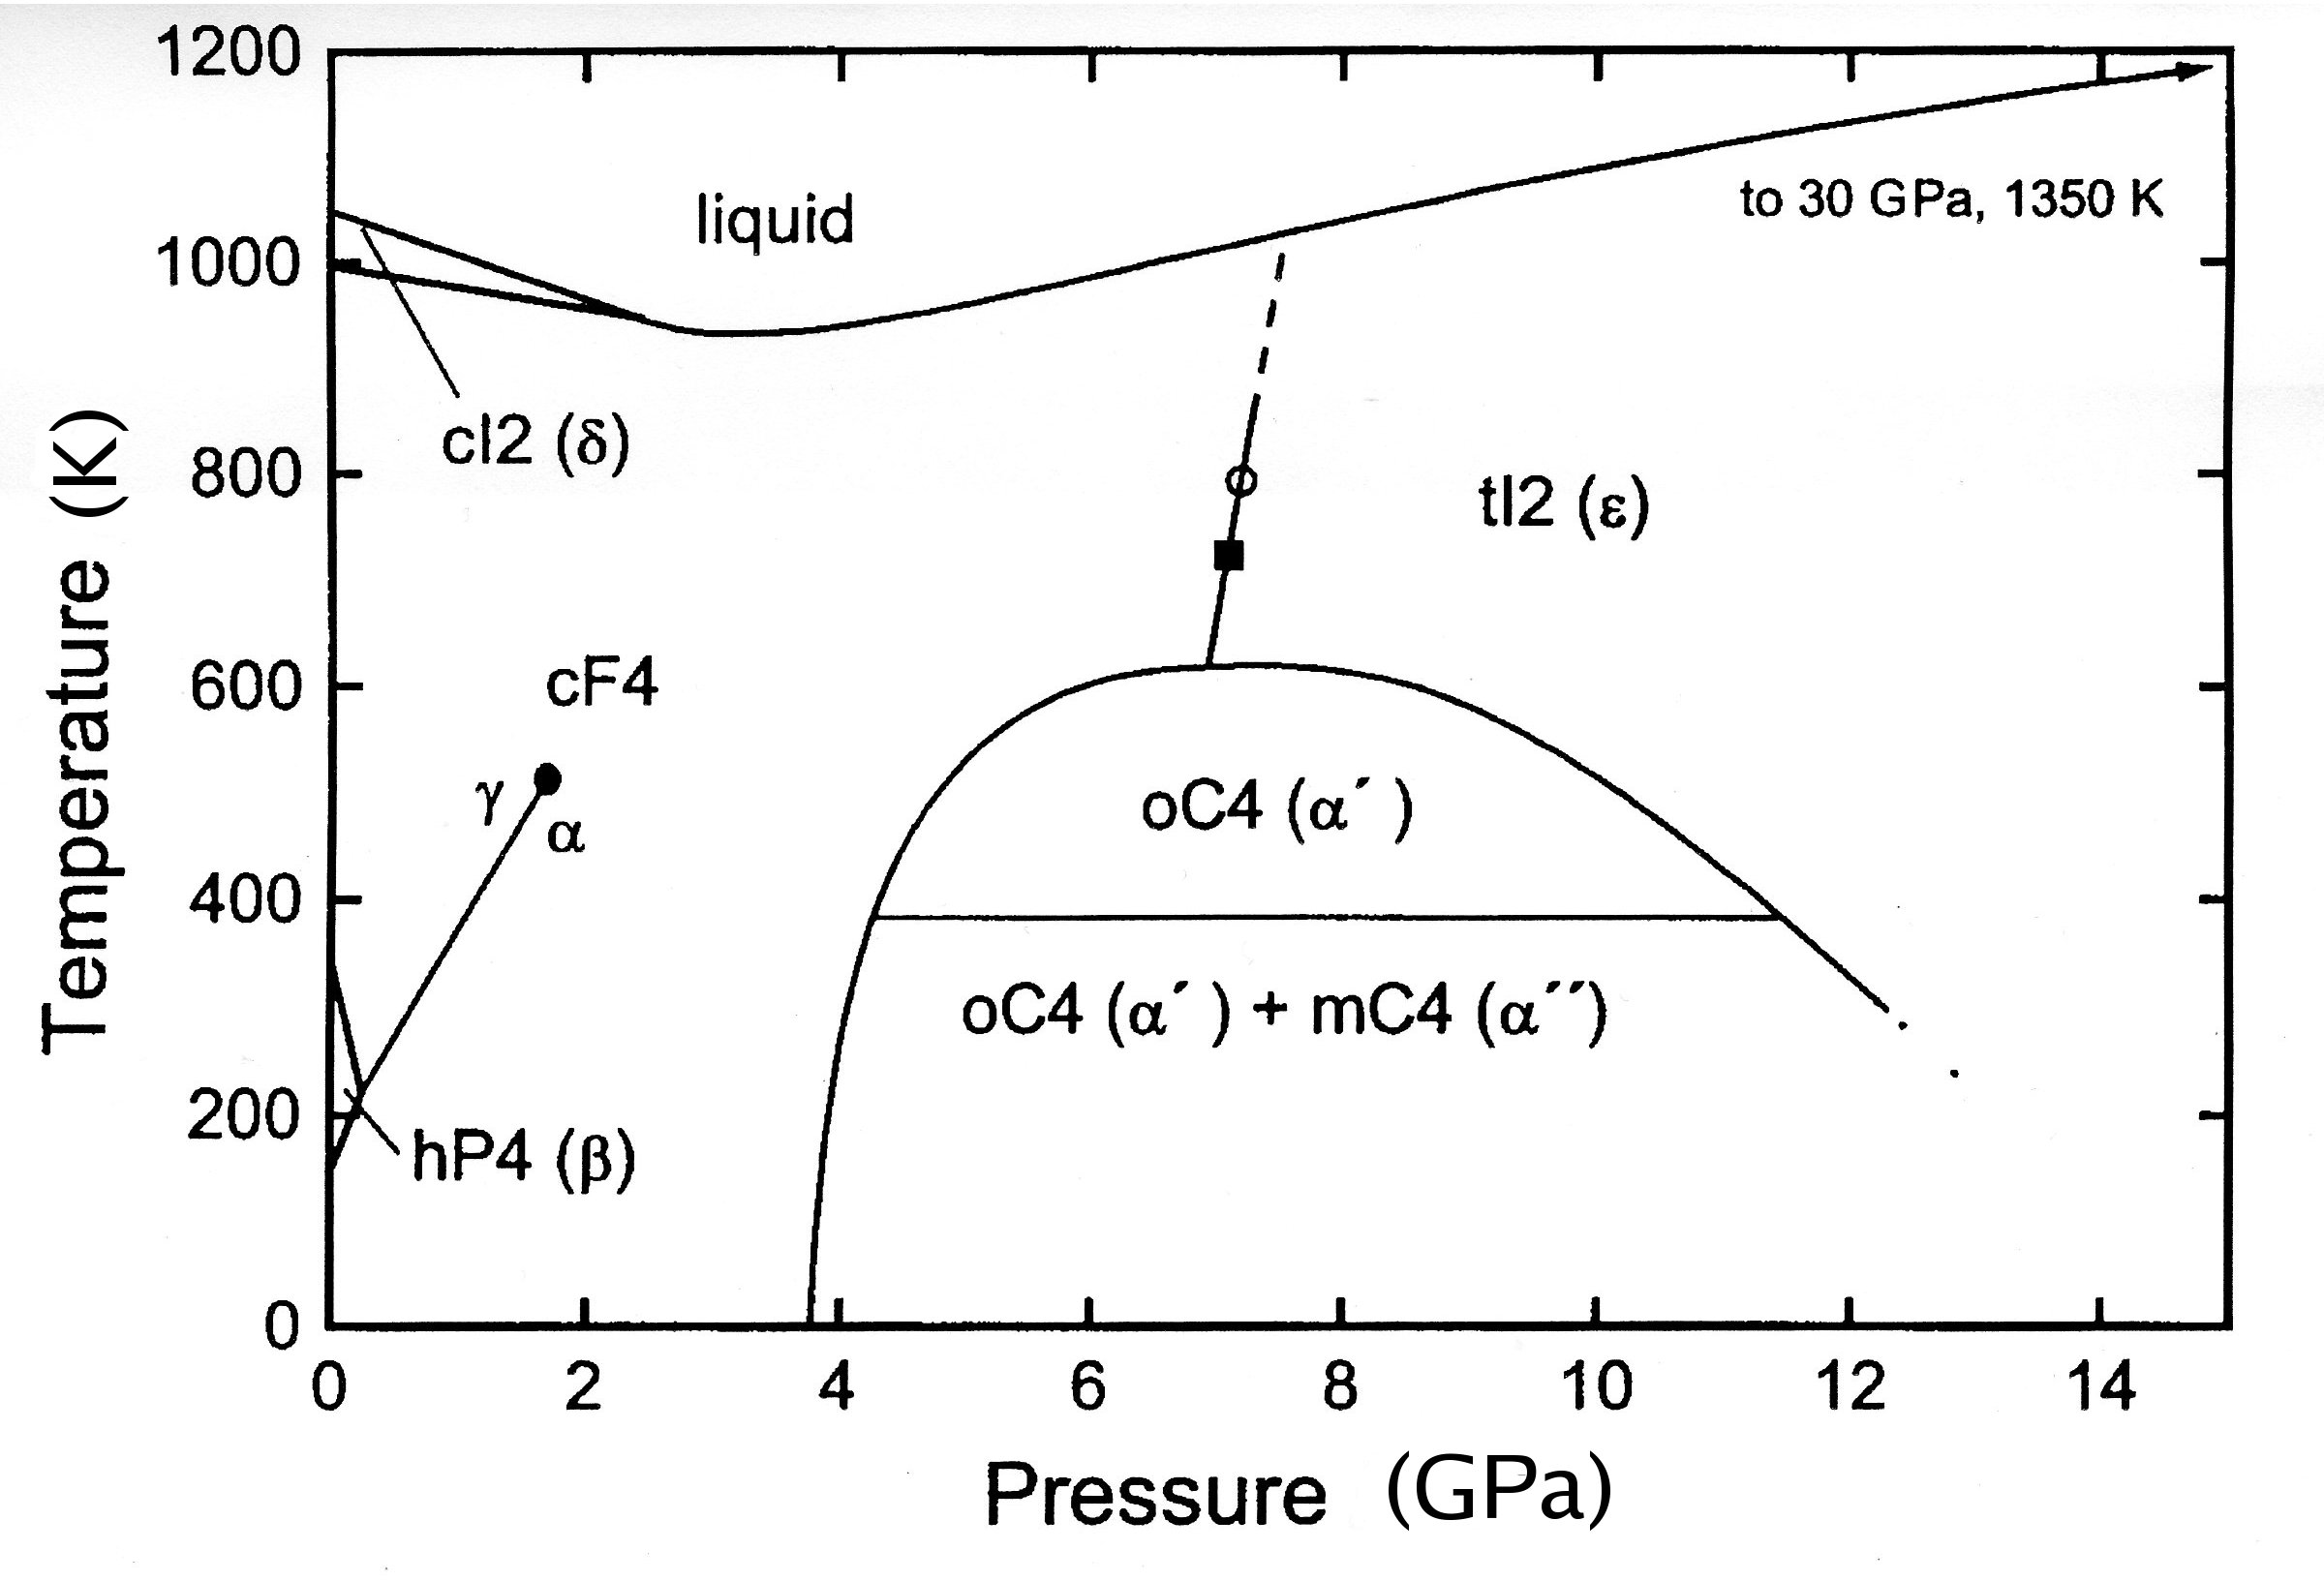 1200
1000
800
600
400
200
0
Temperature (K)
liquid
to 30 GPa, 1350 K
cI2 (δ)
tI2 (ε)
cF4
γ
α
oC4 (α´ )
oC4 (α´ ) + mC4 (α´´)
hP4 (β)
0 2 4 6 8 10 12 14
Pressure (GPa)